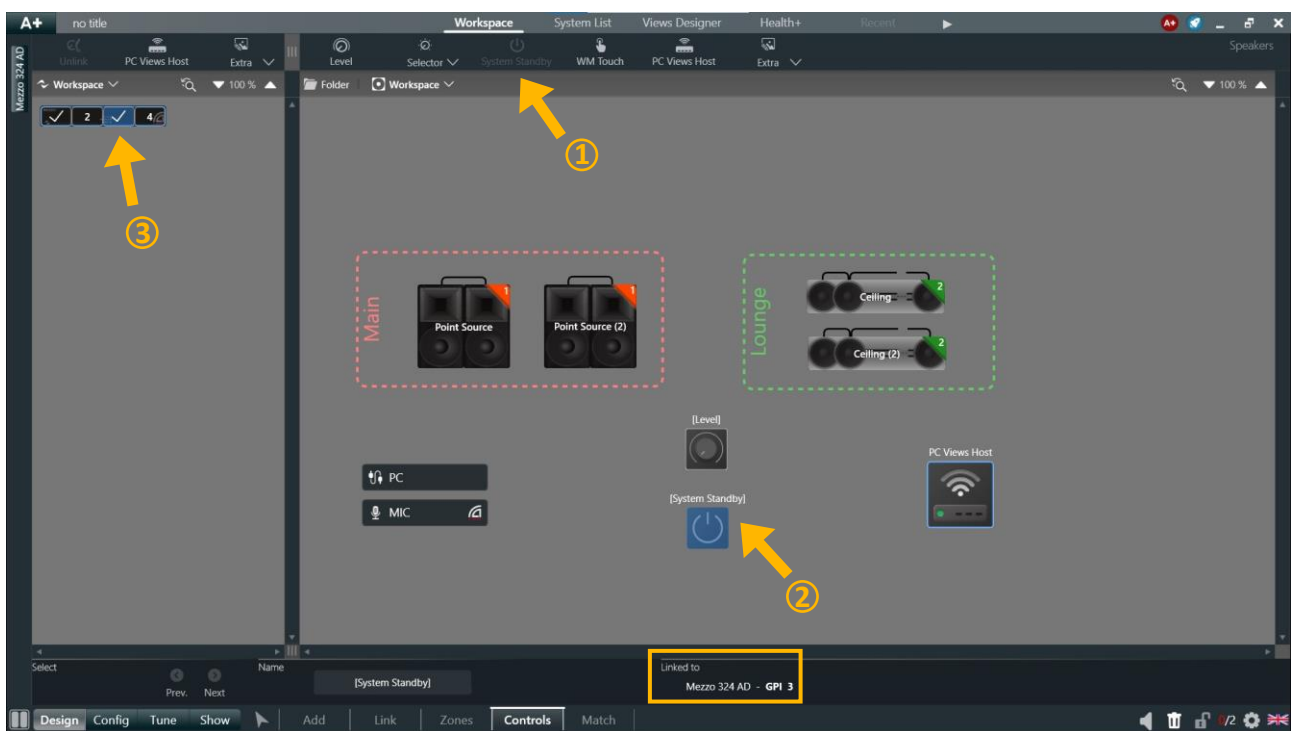 A+ no title Workspace System List Views Designer Health+ Recent A+
Mezzo 324 AD
Unlink PC Views Host Extra Level Selector System Standby WM Touch PC Views Host Extra Speakers
Workspace 100 % Folder Workspace 100 %
2 4
①
③
Main
Point Source 1
Point Source (2) 1
Lounge
Ceiling 2
Ceiling (2) 2
[Level]
PC Views Host
PC
MIC
[System Standby]
②
Select Prev. Next Name [System Standby]
Linked to
Mezzo 324 AD - GPI 3
Design Config Tune Show Add Link Zones Controls Match 0/2